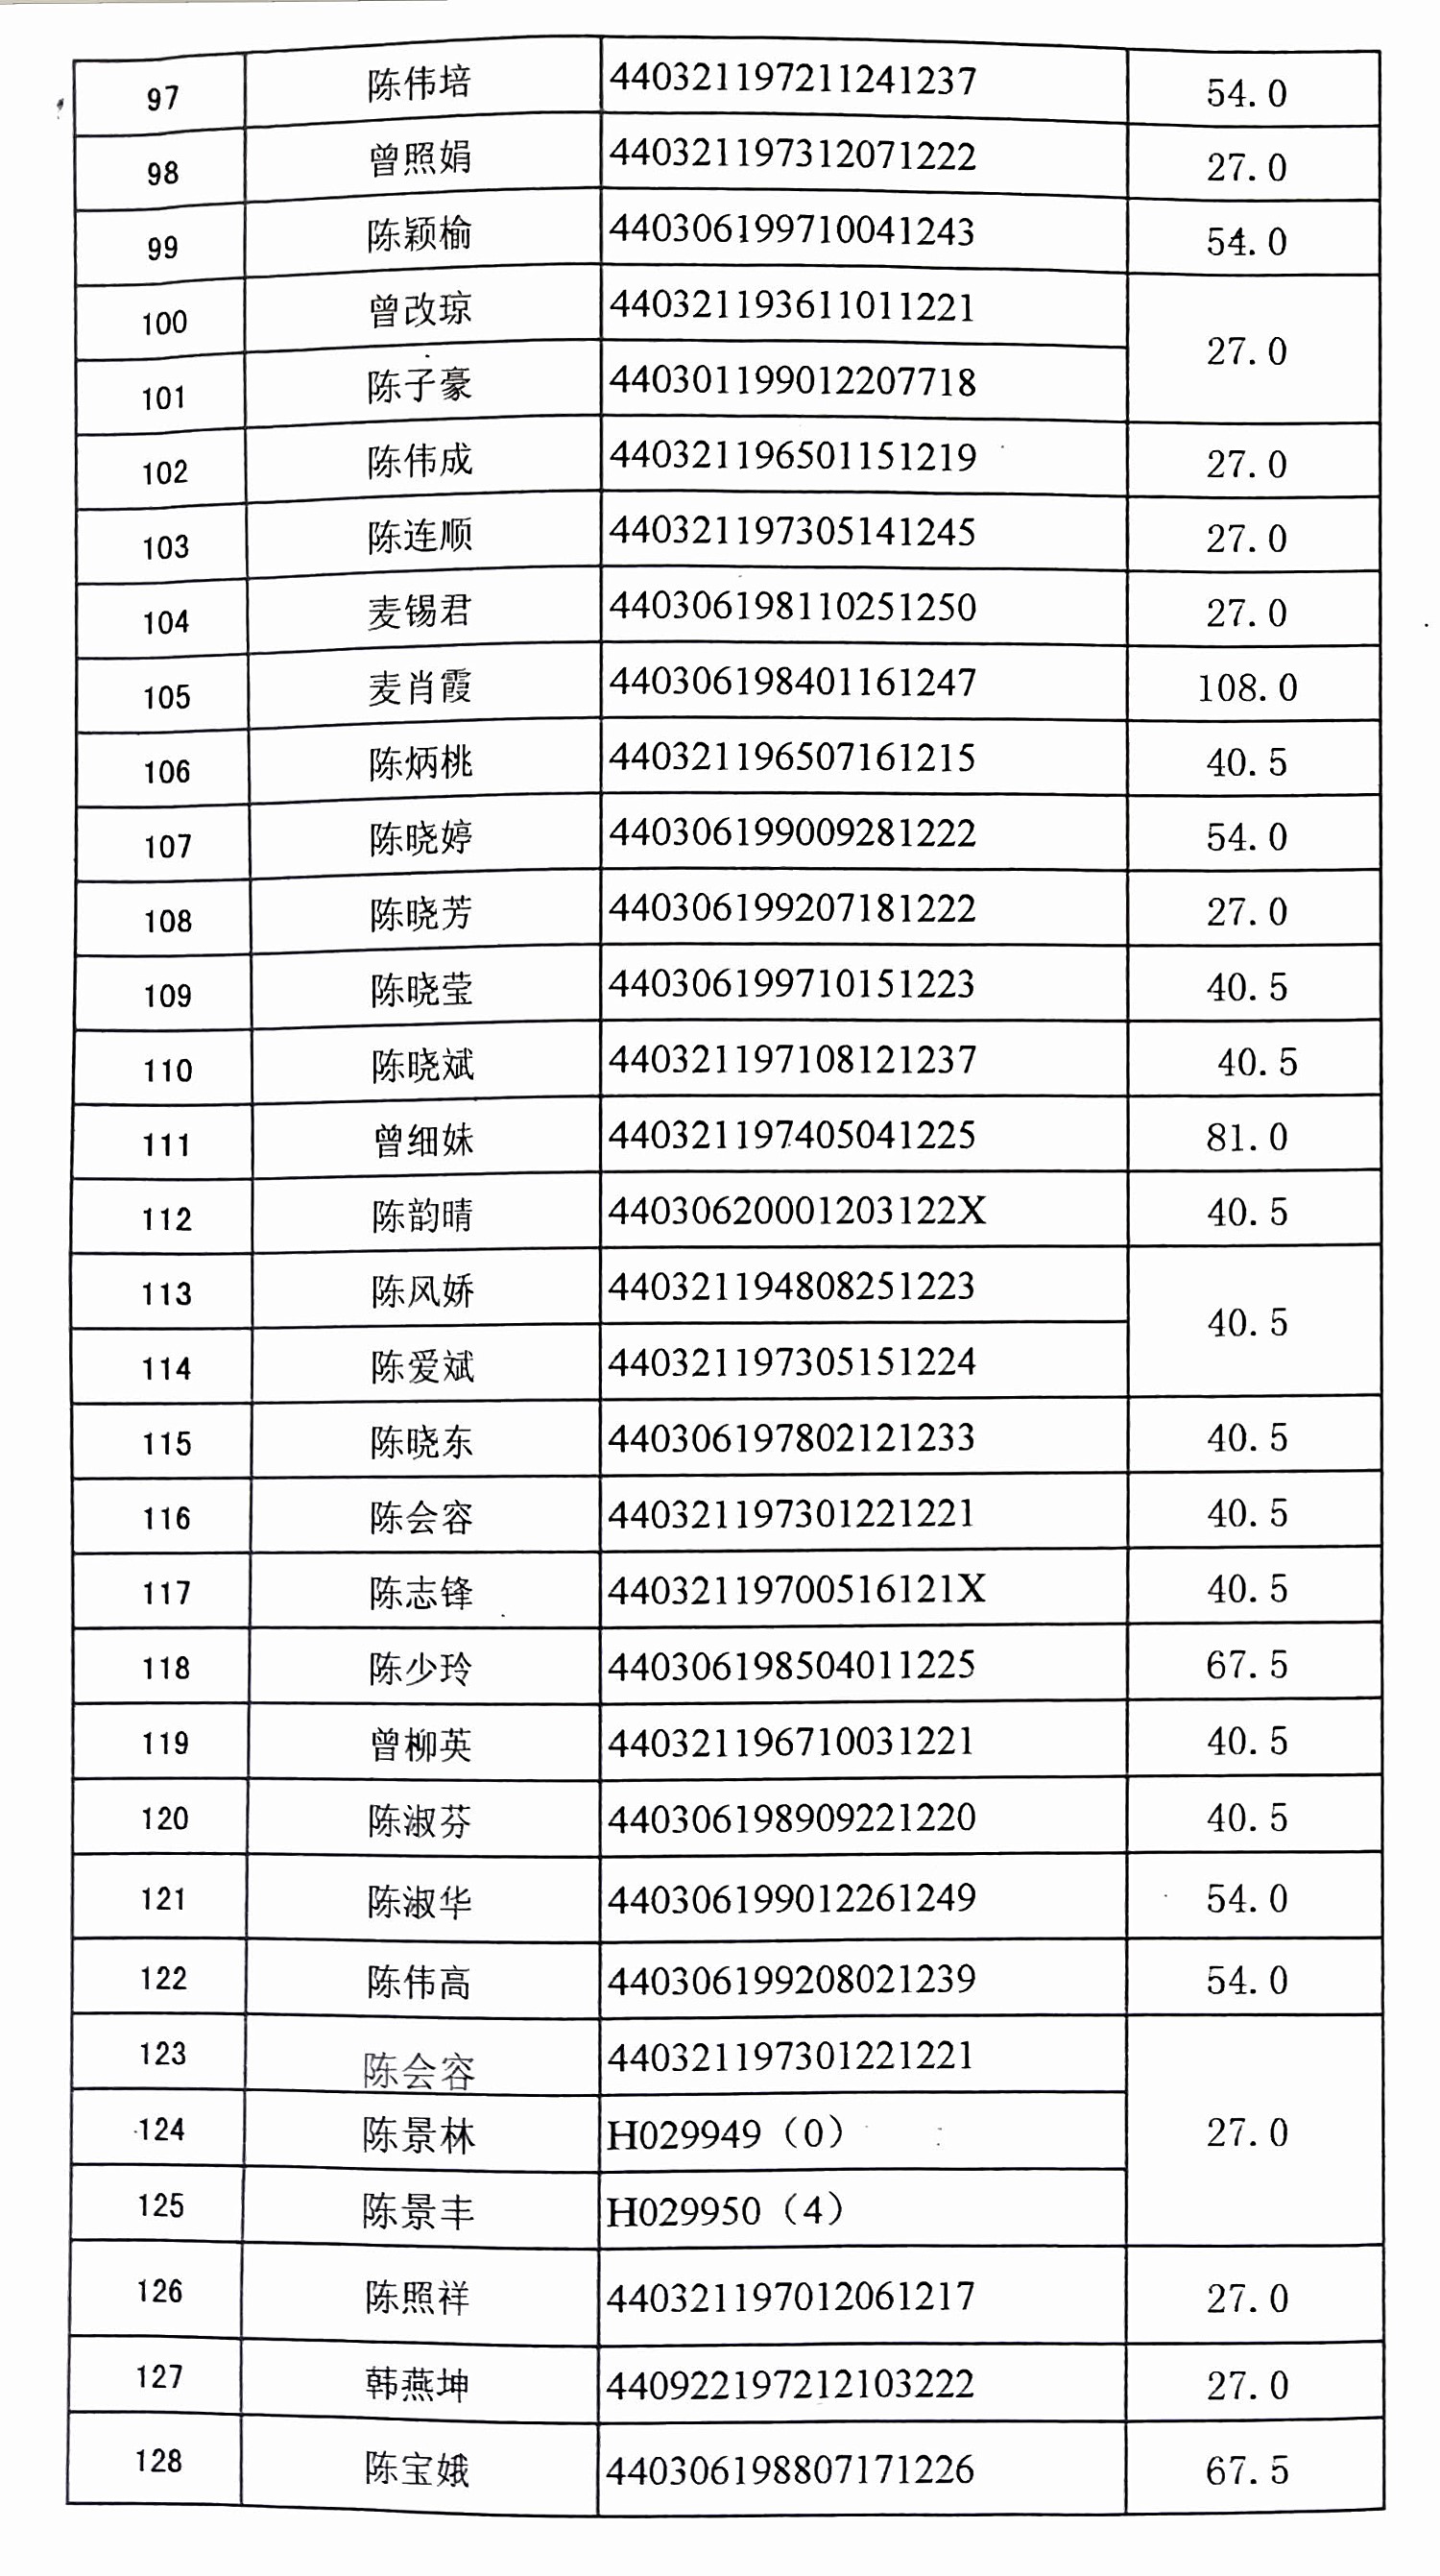 97 陈伟培 440321197211241237 54.0
98 曾照娟 440321197312071222 27.0
99 陈颖榆 440306199710041243 54.0
100 曾改琼 440321193611011221 27.0
101 陈子豪 440301199012207718
102 陈伟成 440321196501151219 27.0
103 陈连顺 440321197305141245 27.0
104 麦锡君 440306198110251250 27.0
105 麦肖霞 440306198401161247 108.0
106 陈炳桃 440321196507161215 40.5
107 陈晓婷 440306199009281222 54.0
108 陈晓芳 440306199207181222 27.0
109 陈晓莹 440306199710151223 40.5
110 陈晓斌 440321197108121237 40.5
111 曾细妹 440321197405041225 81.0
112 陈韵晴 44030620001203122X 40.5
113 陈风娇 440321194808251223 40.5
114 陈爱斌 440321197305151224
115 陈晓东 440306197802121233 40.5
116 陈会容 440321197301221221 40.5
117 陈志锋 44032119700516121X 40.5
118 陈少玲 440306198504011225 67.5
119 曾柳英 440321196710031221 40.5
120 陈淑芬 440306198909221220 40.5
121 陈淑华 440306199012261249 54.0
122 陈伟高 440306199208021239 54.0
123 陈会容 440321197301221221
124 陈景林 H029949（0） 27.0
125 陈景丰 H029950（4）
126 陈照祥 440321197012061217 27.0
127 韩燕坤 440922197212103222 27.0
128 陈宝娥 440306198807171226 67.5